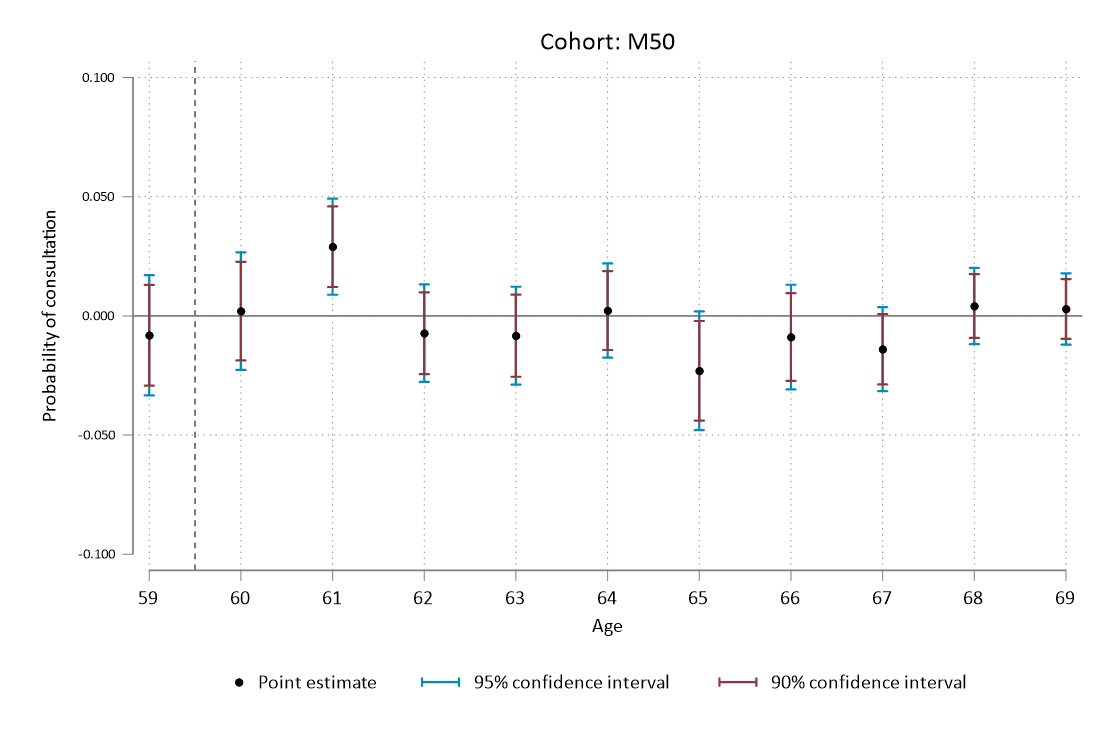 Cohort: M50
0.100
0.050
0.000
-0.050
-0.100
Probability of consultation
59 60 61 62 63 64 65 66 67 68 69
Age
Point estimate 95% confidence interval 90% confidence interval